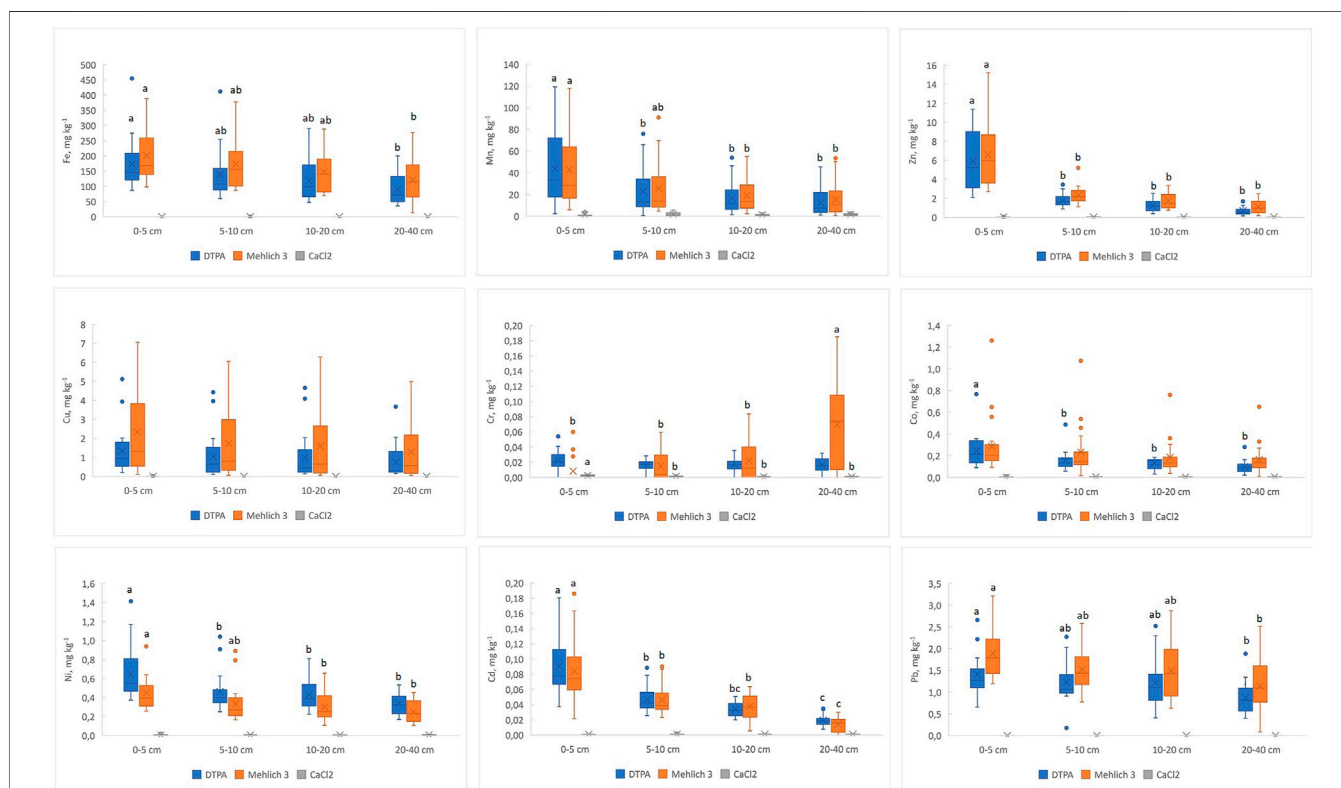 Fe, mg kg-1
500
450
400
350
300
250
200
150
100
50
0
a a ab ab ab ab b b
0-5 cm 5-10 cm 10-20 cm 20-40 cm
DTPA Mehlich 3 CaCl2
Mn, mg kg-1
140
120
100
80
60
40
20
0
a a b ab b b b b
0-5 cm 5-10 cm 10-20 cm 20-40 cm
DTPA Mehlich 3 CaCl2
Zn, mg kg-1
16
14
12
10
8
6
4
2
0
a a b b b b b b
0-5 cm 5-10 cm 10-20 cm 20-40 cm
DTPA Mehlich 3 CaCl2
Cu, mg kg-1
8
7
6
5
4
3
2
1
0
0-5 cm 5-10 cm 10-20 cm 20-40 cm
DTPA Mehlich 3 CaCl2
Cr, mg kg-1
0,20
0,18
0,16
0,14
0,12
0,10
0,08
0,06
0,04
0,02
0,00
b a b b b b a b
0-5 cm 5-10 cm 10-20 cm 20-40 cm
DTPA Mehlich 3 CaCl2
Co, mg kg-1
1,4
1,2
1,0
0,8
0,6
0,4
0,2
0,0
a b b b
0-5 cm 5-10 cm 10-20 cm 20-40 cm
DTPA Mehlich 3 CaCl2
Ni, mg kg-1
1,6
1,4
1,2
1,0
0,8
0,6
0,4
0,2
0,0
a a b ab b b b b
0-5 cm 5-10 cm 10-20 cm 20-40 cm
DTPA Mehlich 3 CaCl2
Cd, mg kg-1
0,20
0,18
0,16
0,14
0,12
0,10
0,08
0,06
0,04
0,02
0,00
a a b b bc b c c
0-5 cm 5-10 cm 10-20 cm 20-40 cm
DTPA Mehlich 3 CaCl2
Pb, mg kg-1
3,5
3,0
2,5
2,0
1,5
1,0
0,5
0,0
a a ab ab ab ab b b
0-5 cm 5-10 cm 10-20 cm 20-40 cm
DTPA Mehlich 3 CaCl2